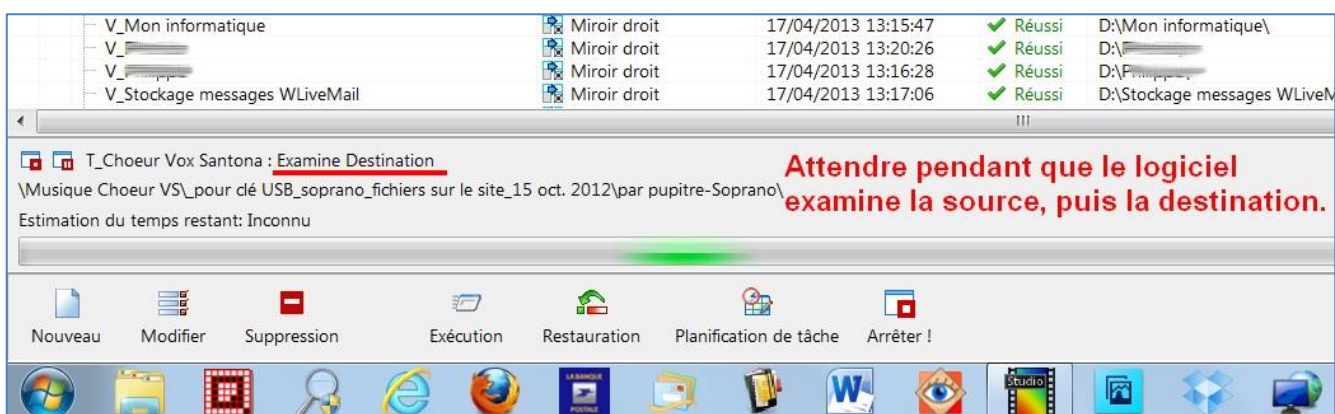 V_Mon informatique Miroir droit 17/04/2013 13:15:47 Réussi D:\Mon informatique\
V_ Miroir droit 17/04/2013 13:20:26 Réussi D:\
V_ Miroir droit 17/04/2013 13:16:28 Réussi D:\
V_Stockage messages WLiveMail Miroir droit 17/04/2013 13:17:06 Réussi D:\Stockage messages WLiveM
T_Choeur Vox Santona : Examine Destination
\Musique Choeur VS\_pour clé USB_soprano_fichiers sur le site_15 oct. 2012\par pupitre-Soprano\
Estimation du temps restant: Inconnu
Attendre pendant que le logiciel
examine la source, puis la destination.
Nouveau Modifier Suppression Exécution Restauration Planification de tâche Arrêter !
LA BANQUE
POSTALE
W
Studio